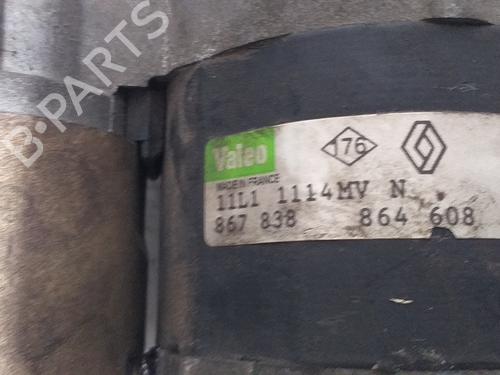 B-PARTS
Valeo
176
MADE IN FRANCE
11L1 1114MV N
867 838 864 608